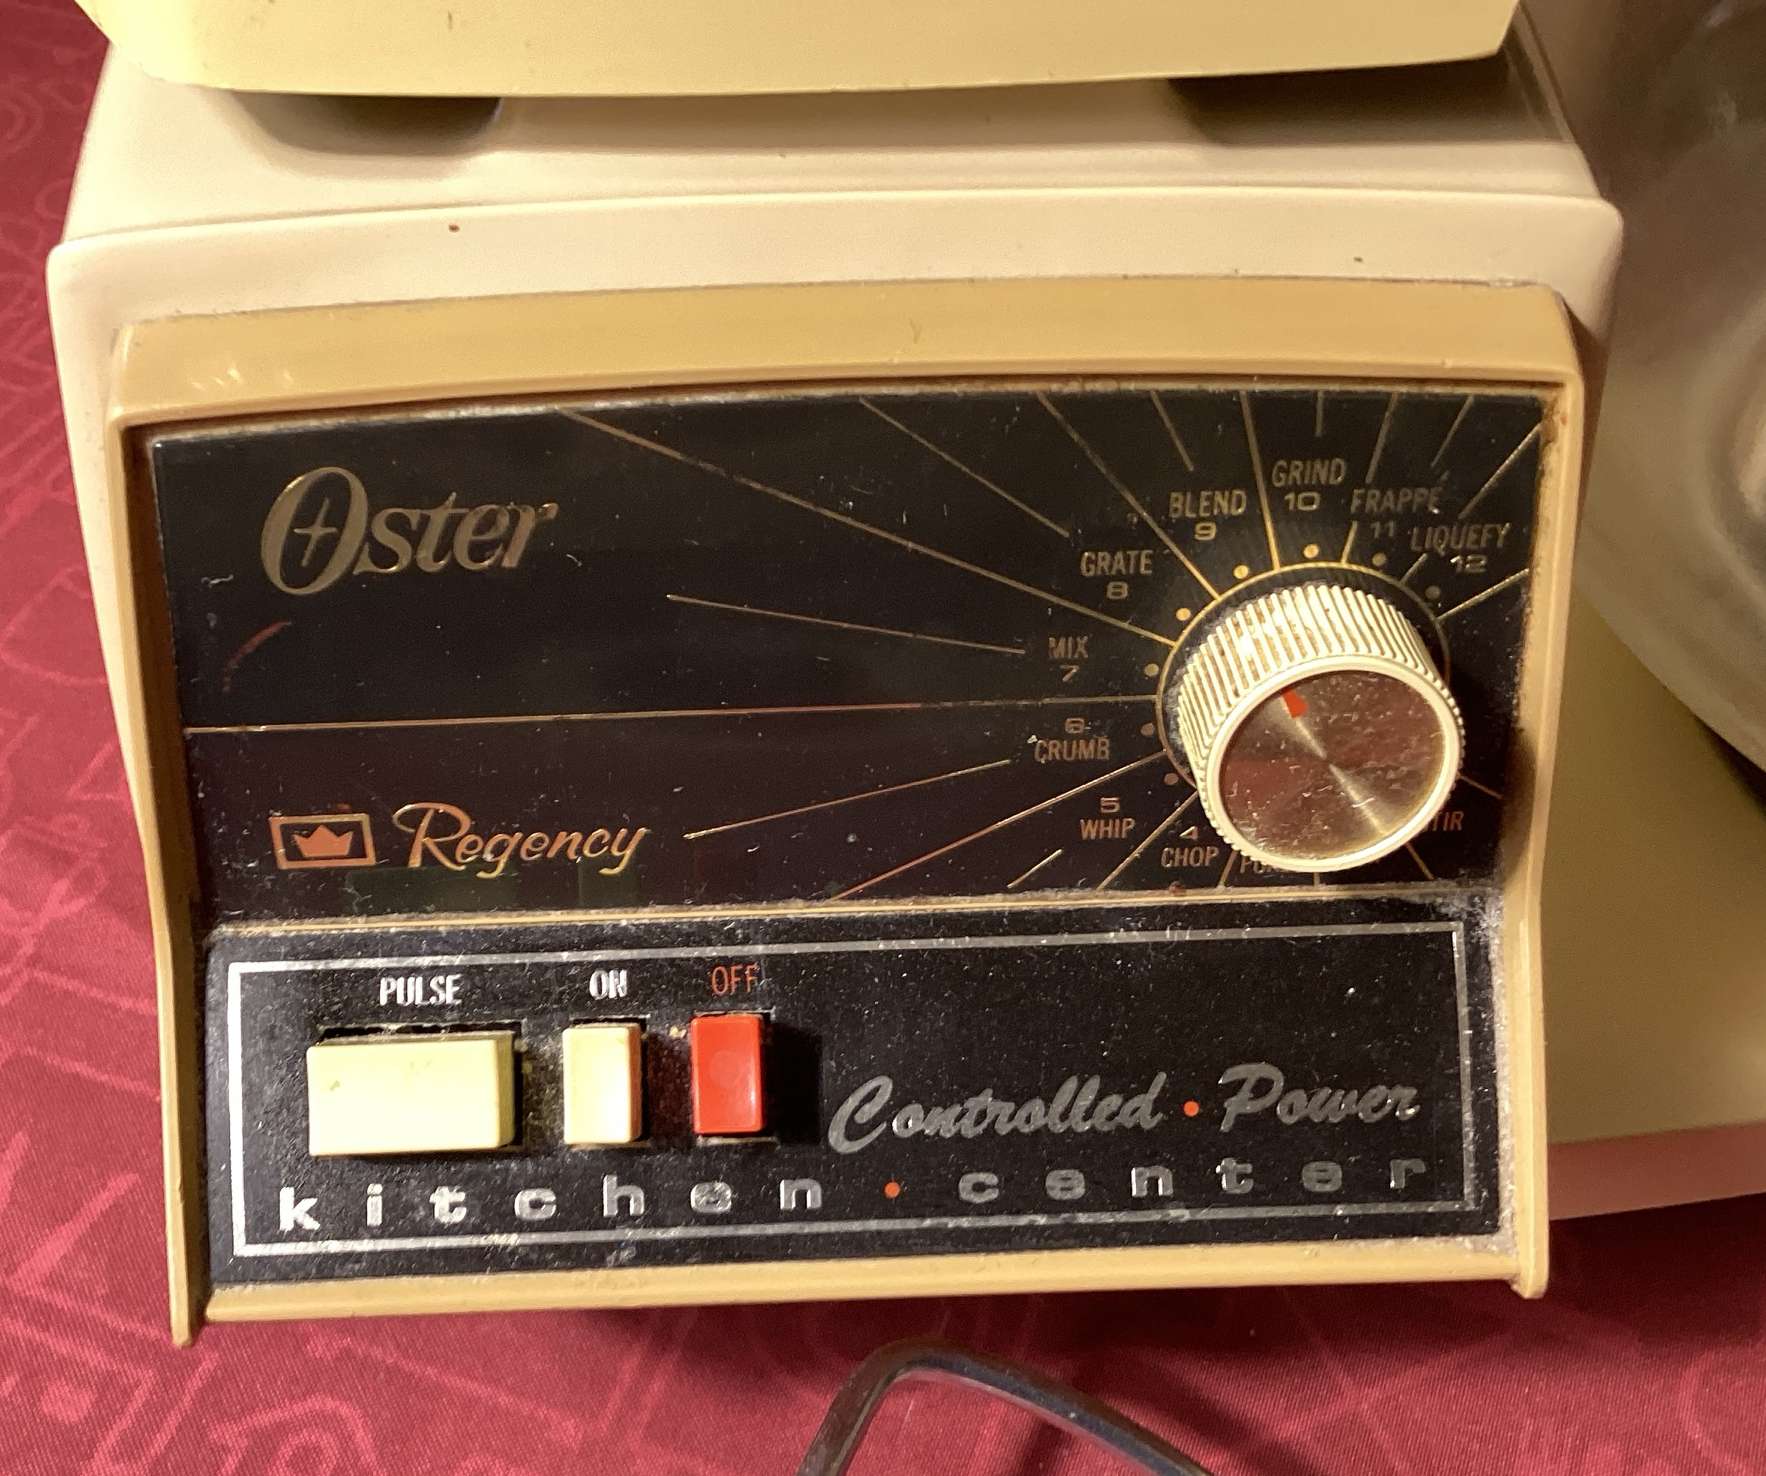 Oster
GRIND
10
BLEND
9
FRAPPÉ
11
LIQUEFY
12
GRATE
8
MIX
7
6
CRUMB
5
WHIP
4
CHOP
Regency
PULSE ON OFF
Controlled • Power
kitchen • center